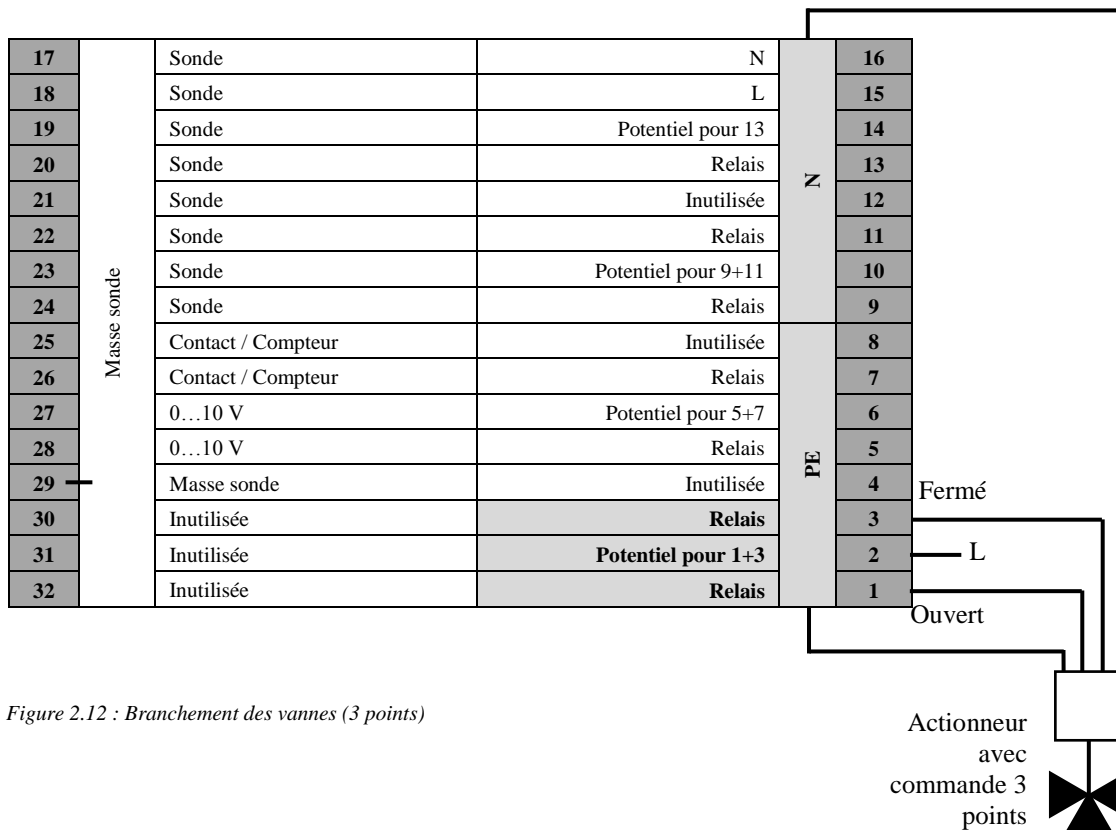 17 Sonde N 16
18 Sonde L 15
19 Sonde Potentiel pour 13 14
20 Sonde Relais 13
N
21 Sonde Inutilisée 12
22 Sonde Relais 11
23 Sonde Potentiel pour 9+11 10
Masse sonde
24 Sonde Relais 9
25 Contact / Compteur Inutilisée 8
26 Contact / Compteur Relais 7
27 0…10 V Potentiel pour 5+7 6
28 0…10 V Relais 5
PE
29 Masse sonde Inutilisée 4
Fermé
30 Inutilisée Relais 3
31 Inutilisée Potentiel pour 1+3 2 L
32 Inutilisée Relais 1
Ouvert
Figure 2.12 : Branchement des vannes (3 points)
Actionneur
avec
commande 3
points